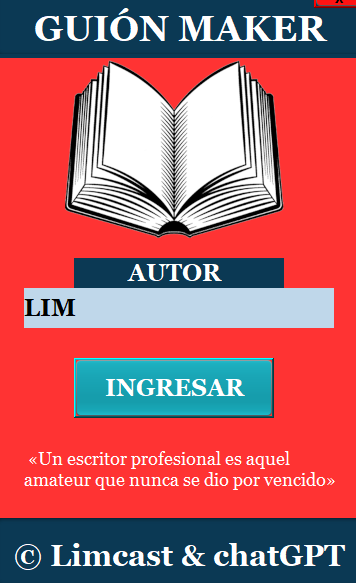 GUIÓN MAKER
AUTOR
LIM
INGRESAR
«Un escritor profesional es aquel
amateur que nunca se dio por vencido»
© Limcast & chatGPT